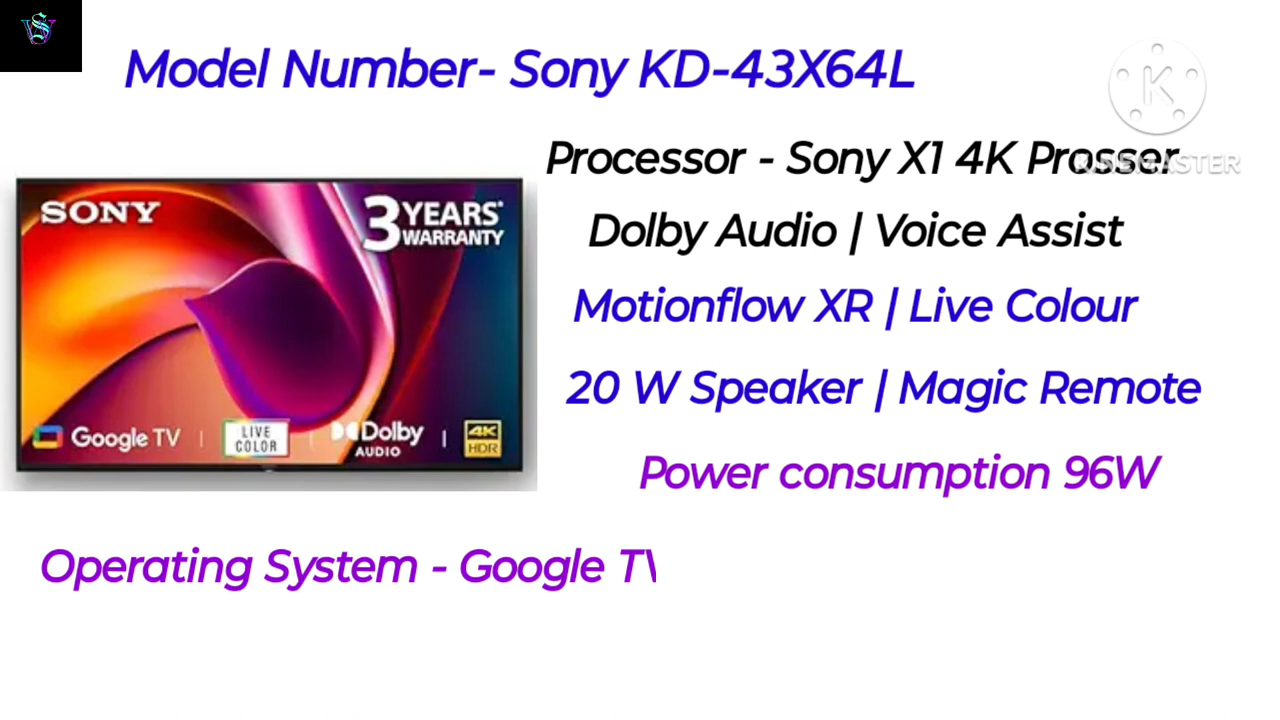 Model Number- Sony KD-43X64L
KINEMASTER
Processor - Sony X1 4K Prosser
Dolby Audio | Voice Assist
Motionflow XR | Live Colour
20 W Speaker | Magic Remote
Power consumption 96W
SONY
3 YEARS*
WARRANTY
Google TV
LIVE
COLOR
Dolby
AUDIO
4K
HDR
Operating System - Google TV